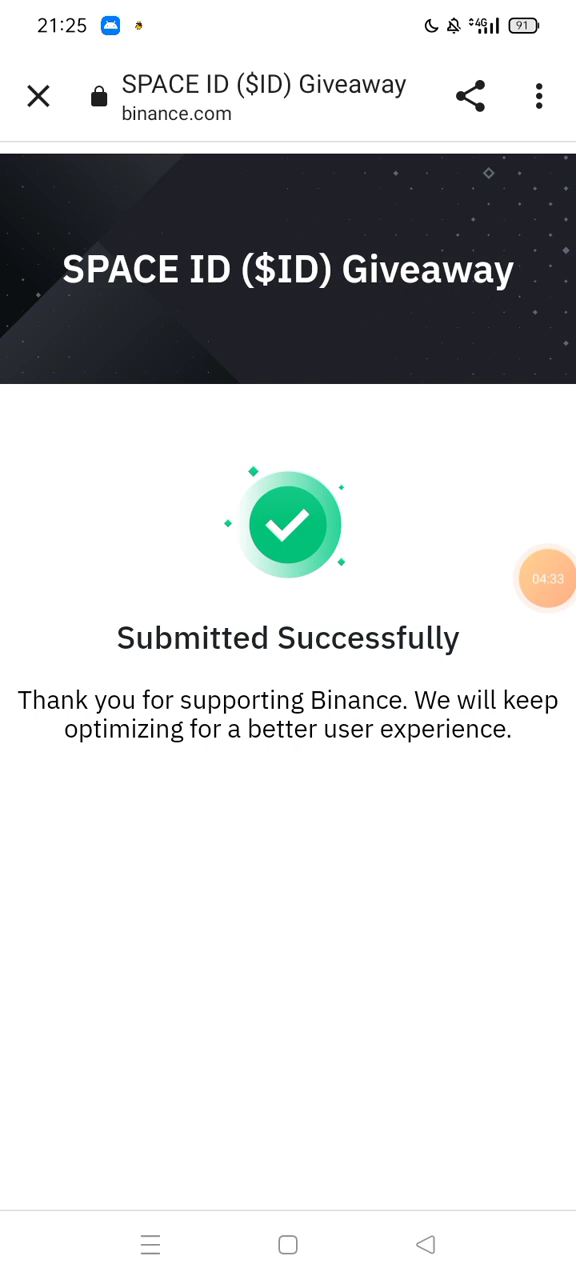 21:25
4G
91
SPACE ID ($ID) Giveaway
binance.com
SPACE ID ($ID) Giveaway
04:33
Submitted Successfully
Thank you for supporting Binance. We will keep
optimizing for a better user experience.